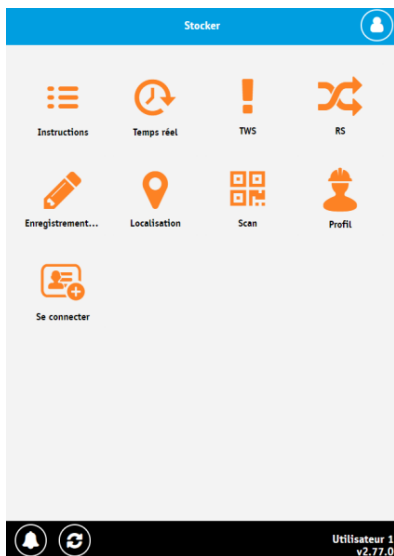 Stocker
Instructions
Temps réel
TWS
RS
Enregistrement...
Localisation
Scan
Profil
Se connecter
Utilisateur 1
v2.77.0